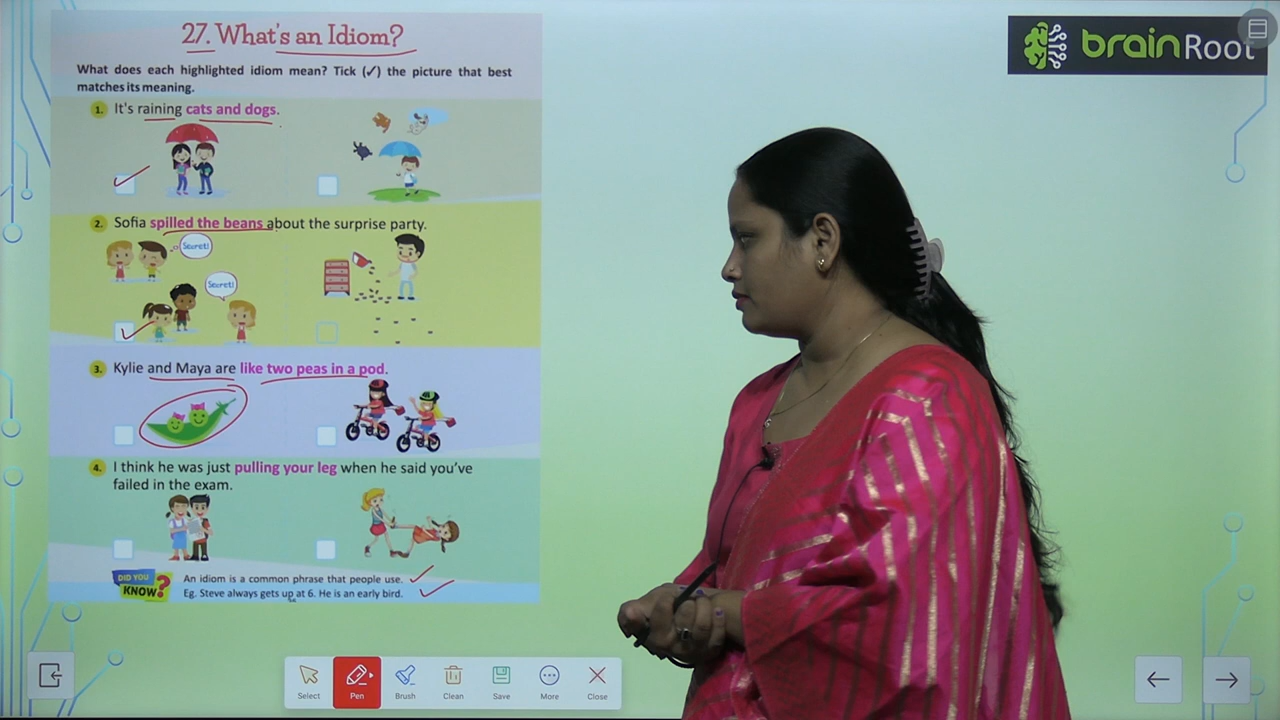 27. What's an Idiom?
brainRoot
What does each highlighted idiom mean? Tick (✓) the picture that best
matches its meaning.
1. It's raining cats and dogs.
2. Sofia spilled the beans about the surprise party.
Secret!
Secret!
3. Kylie and Maya are like two peas in a pod.
4. I think he was just pulling your leg when he said you've
failed in the exam.
DID YOU
KNOW?
An idiom is a common phrase that people use.
Eg. Steve always gets up at 6. He is an early bird.
Select
Pen
Brush
Clean
Save
More
Close